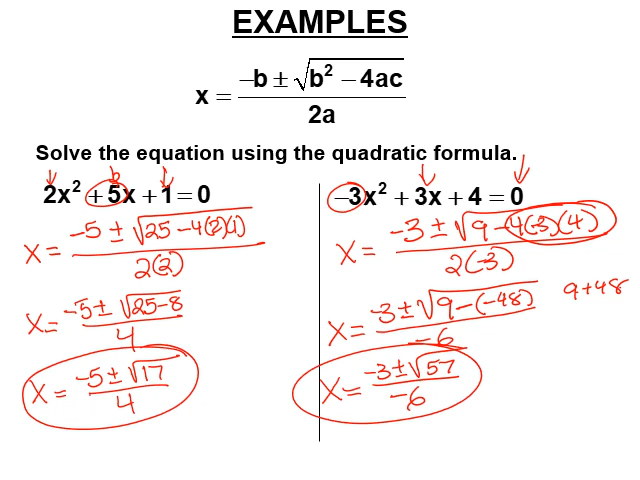 EXAMPLES
x = (-b ± √(b² - 4ac)) / 2a
Solve the equation using the quadratic formula.
b
2x² + 5x + 1 = 0
x = (-5 ± √(25 - 4(2)(1))) / 2(2)
x = (-5 ± √(25 - 8)) / 4
x = (-5 ± √17) / 4
-3x² + 3x + 4 = 0
x = (-3 ± √(9 - 4(-3)(4))) / 2(-3)
x = (-3 ± √(9 - (-48))) / -6
9 + 48
x = (-3 ± √57) / -6